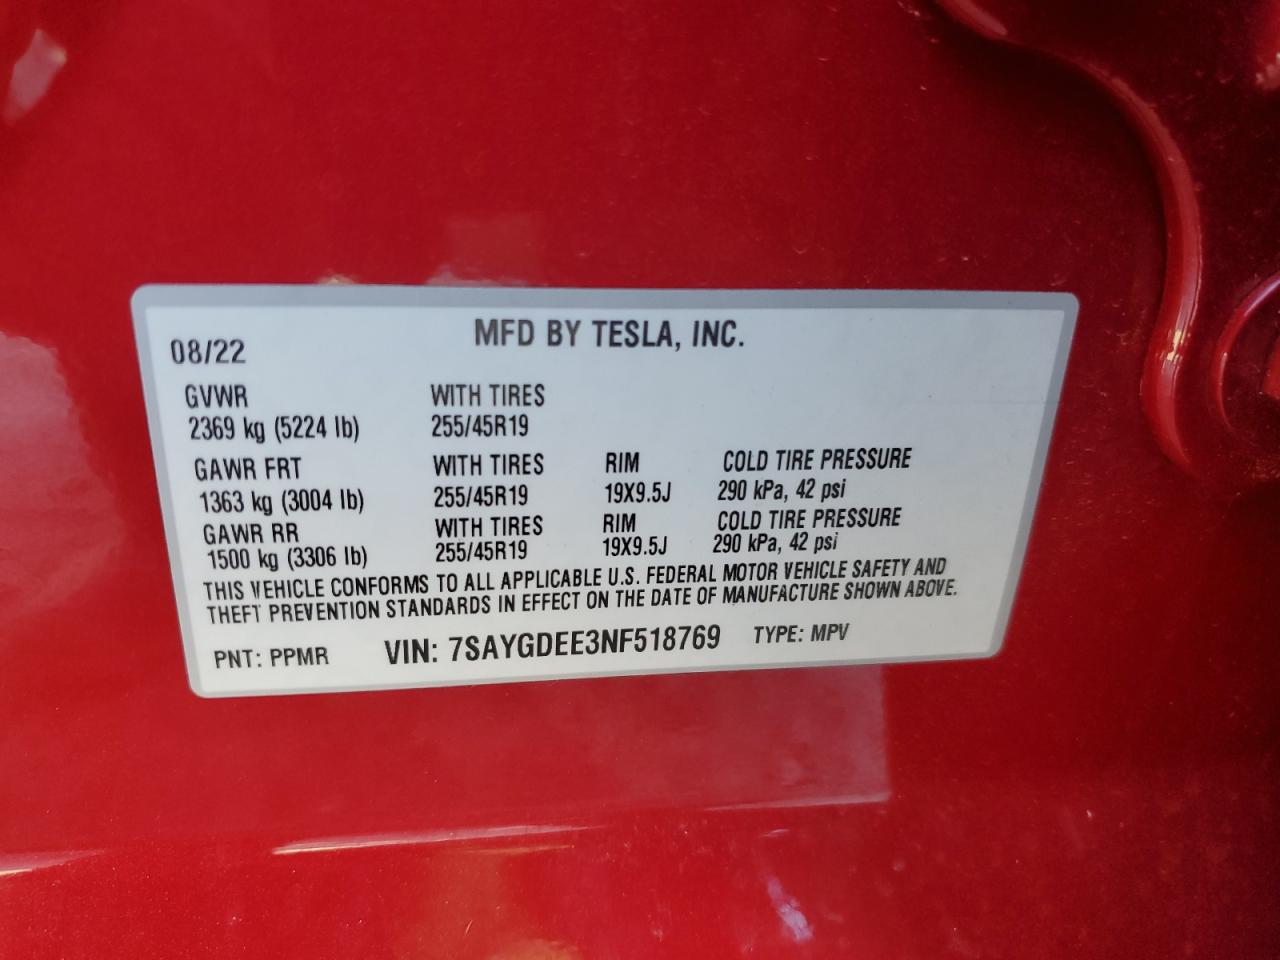 MFD BY TESLA, INC.
08/22
GVWR WITH TIRES
2369 kg (5224 lb) 255/45R19
GAWR FRT WITH TIRES RIM COLD TIRE PRESSURE
1363 kg (3004 lb) 255/45R19 19X9.5J 290 kPa, 42 psi
GAWR RR WITH TIRES RIM COLD TIRE PRESSURE
1500 kg (3306 lb) 255/45R19 19X9.5J 290 kPa, 42 psi
THIS VEHICLE CONFORMS TO ALL APPLICABLE U.S. FEDERAL MOTOR VEHICLE SAFETY AND
THEFT PREVENTION STANDARDS IN EFFECT ON THE DATE OF MANUFACTURE SHOWN ABOVE.
PNT: PPMR VIN: 7SAYGDEE3NF518769 TYPE: MPV